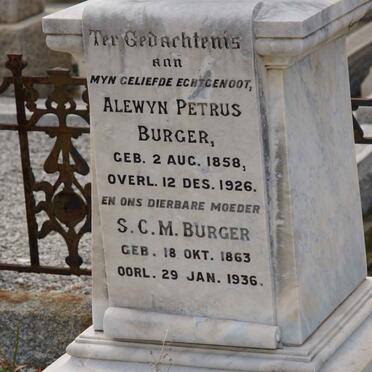 Ter Gedachtenis
aan
MYN GELIEFDE ECHTGENOOT,
ALEWYN PETRUS
BURGER,
GEB. 2 AUG. 1858,
OVERL. 12 DES. 1926.
EN ONS DIERBARE MOEDER
S.C.M. BURGER
GEB. 18 OKT. 1863
OORL. 29 JAN. 1936.